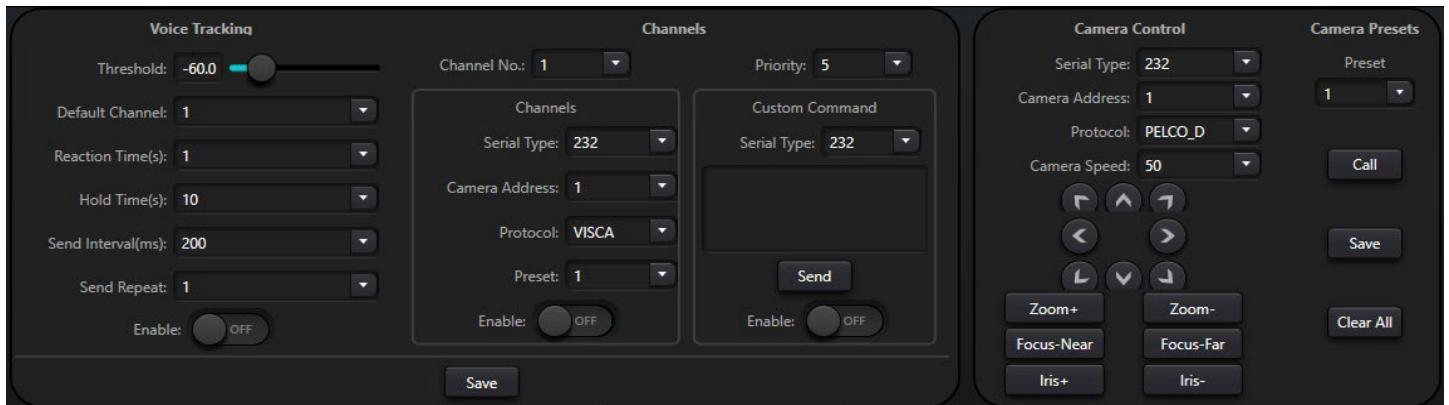 Voice Tracking
Threshold: -60.0
Default Channel: 1
Reaction Time(s): 1
Hold Time(s): 10
Send Interval(ms): 200
Send Repeat: 1
Enable: OFF
Channels
Channel No.: 1
Priority: 5
Channels
Serial Type: 232
Camera Address: 1
Protocol: VISCA
Preset: 1
Enable: OFF
Custom Command
Serial Type: 232
Send
Enable: OFF
Save
Camera Control
Serial Type: 232
Camera Address: 1
Protocol: PELCO_D
Camera Speed: 50
Zoom+ Zoom-
Focus-Near Focus-Far
Iris+ Iris-
Camera Presets
Preset
1
Call
Save
Clear All